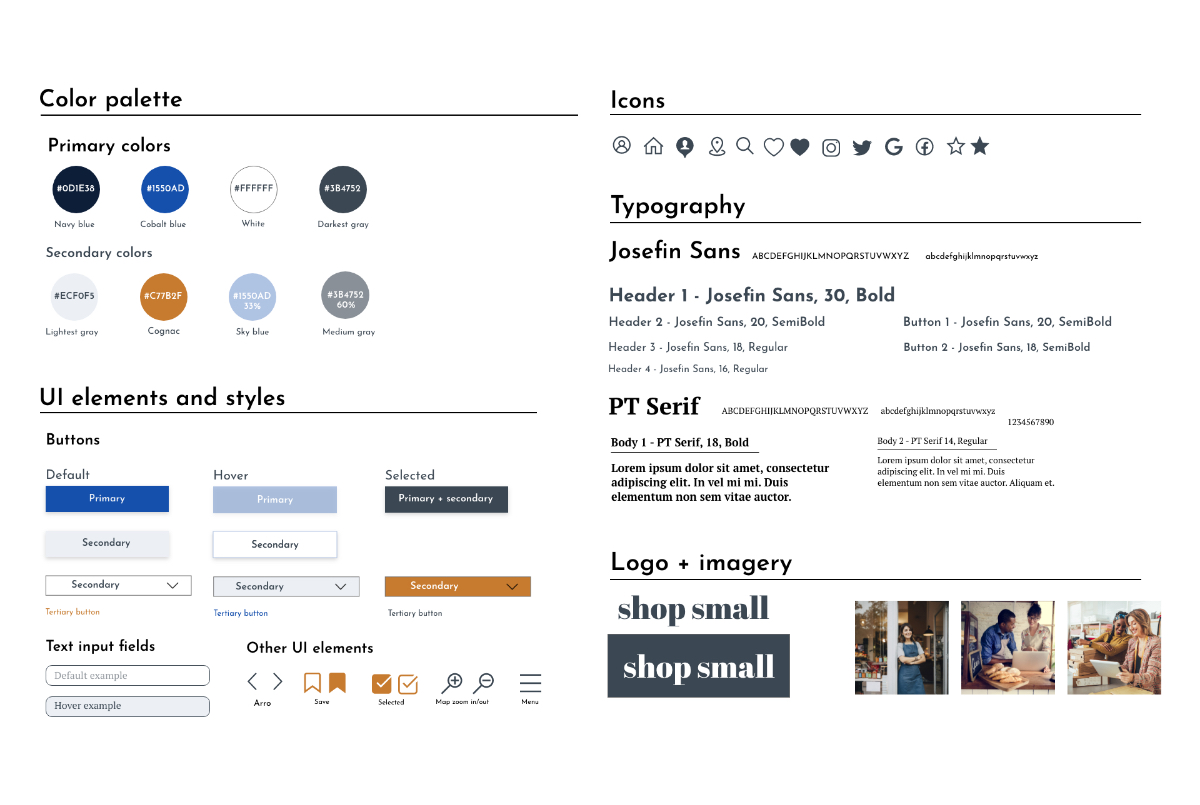 Color palette
Primary colors
#0D1E38
#1550AD
#FFFFFF
#3B4752
Navy blue
Cobalt blue
White
Darkest gray
Secondary colors
#ECF0F5
#C77B2F
#1550AD
33%
#3B4752
60%
Lightest gray
Cognac
Sky blue
Medium gray
UI elements and styles
Buttons
Default
Hover
Selected
Primary
Primary
Primary + secondary
Secondary
Secondary
Secondary
Secondary
Secondary
Tertiary button
Tertiary button
Tertiary button
Text input fields
Default example
Hover example
Other UI elements
Arro
Save
Selected
Map zoom in/out
Menu
Icons
Typography
Josefin Sans
ABCDEFGHIJKLMNOPQRSTUVWXYZ
abcdefghijklmnopqrstuvwxyz
Header 1 - Josefin Sans, 30, Bold
Header 2 - Josefin Sans, 20, SemiBold
Header 3 - Josefin Sans, 18, Regular
Header 4 - Josefin Sans, 16, Regular
Button 1 - Josefin Sans, 20, SemiBold
Button 2 - Josefin Sans, 18, SemiBold
PT Serif
ABCDEFGHIJKLMNOPQRSTUVWXYZ
abcdefghijklmnopqrstuvwxyz
1234567890
Body 1 - PT Serif, 18, Bold
Lorem ipsum dolor sit amet, consectetur
adipiscing elit. In vel mi mi. Duis
elementum non sem vitae auctor.
Body 2 - PT Serif 14, Regular
Lorem ipsum dolor sit amet, consectetur
adipiscing elit. In vel mi mi. Duis
elementum non sem vitae auctor. Aliquam et.
Logo + imagery
shop small
shop small